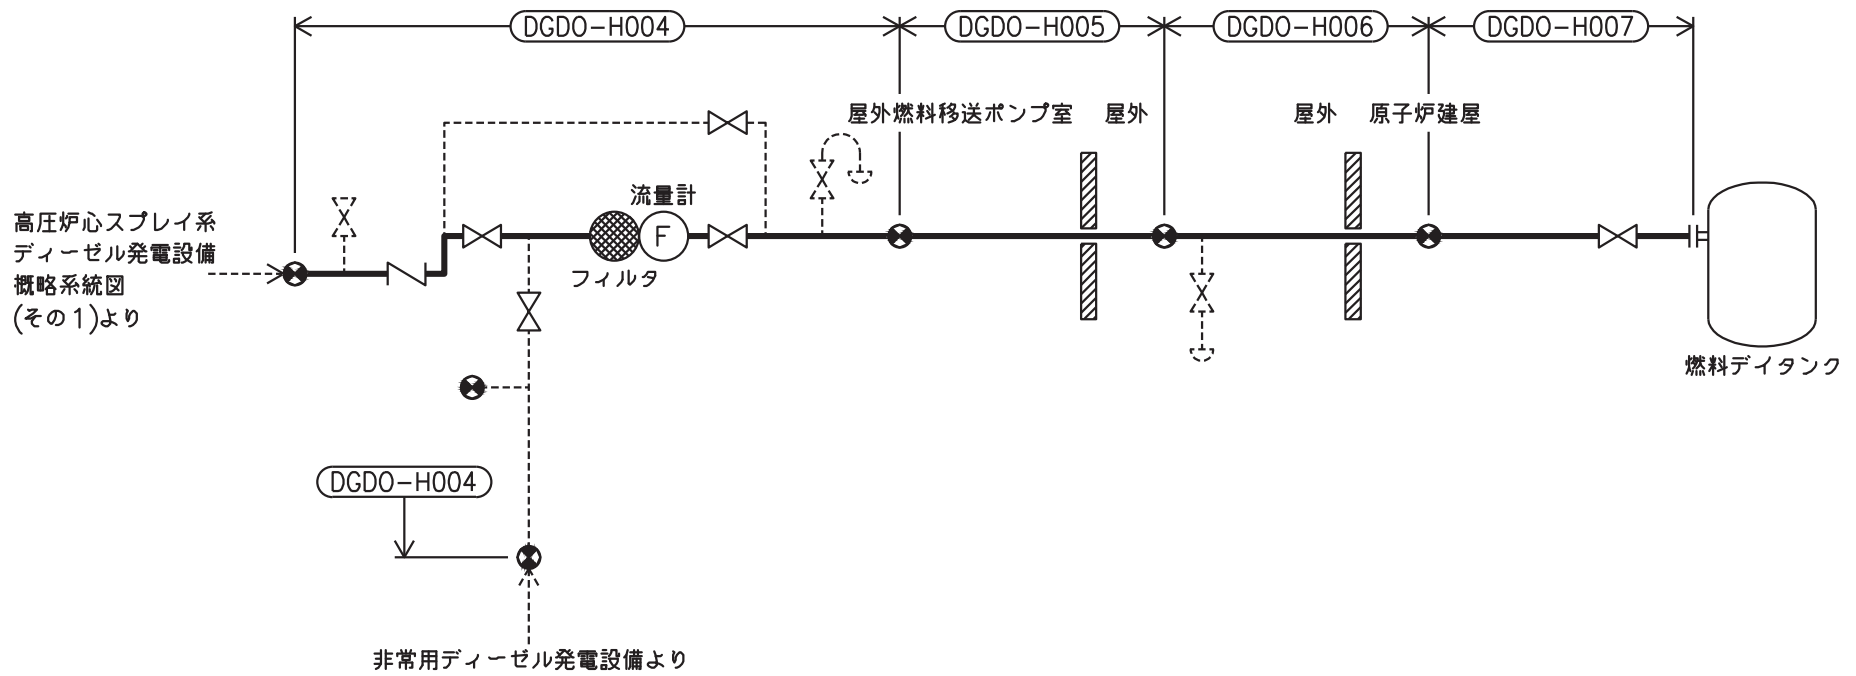 DGDO-H004
DGDO-H005
DGDO-H006
DGDO-H007
屋外燃料移送ポンプ室
屋外
屋外
原子炉建屋
流量計
F
フィルタ
高圧炉心スプレイ系
ディーゼル発電設備
概略系統図
(その1)より
燃料デイタンク
DGDO-H004
非常用ディーゼル発電設備より